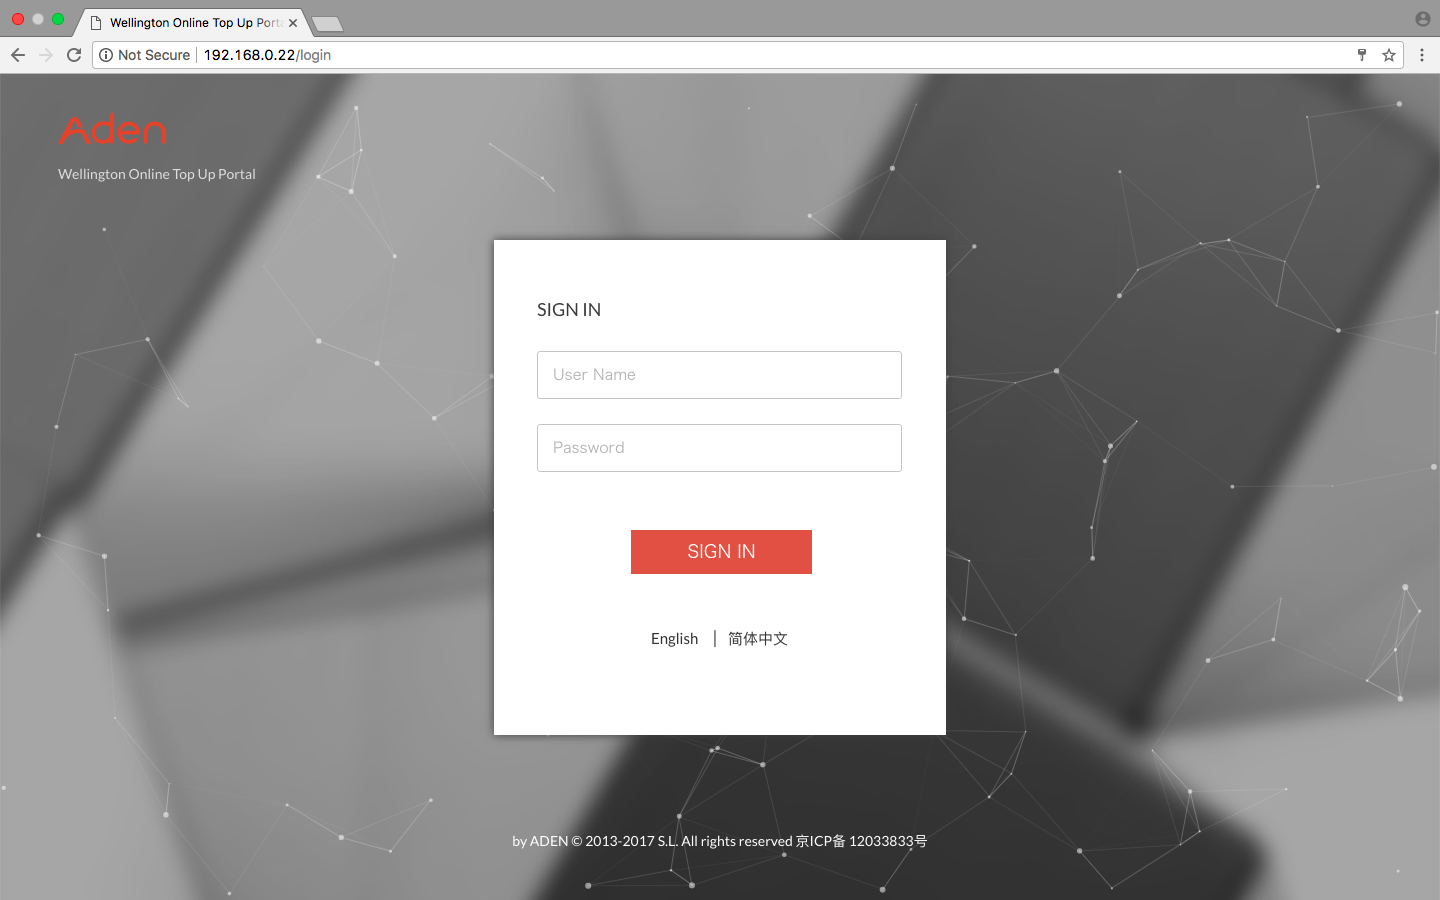 Wellington Online Top Up Port
Not Secure
192.168.0.22/login
Aden
Wellington Online Top Up Portal
SIGN IN
User Name
Password
SIGN IN
English | 简体中文
by ADEN © 2013-2017 S.L. All rights reserved 京ICP备 12033833号